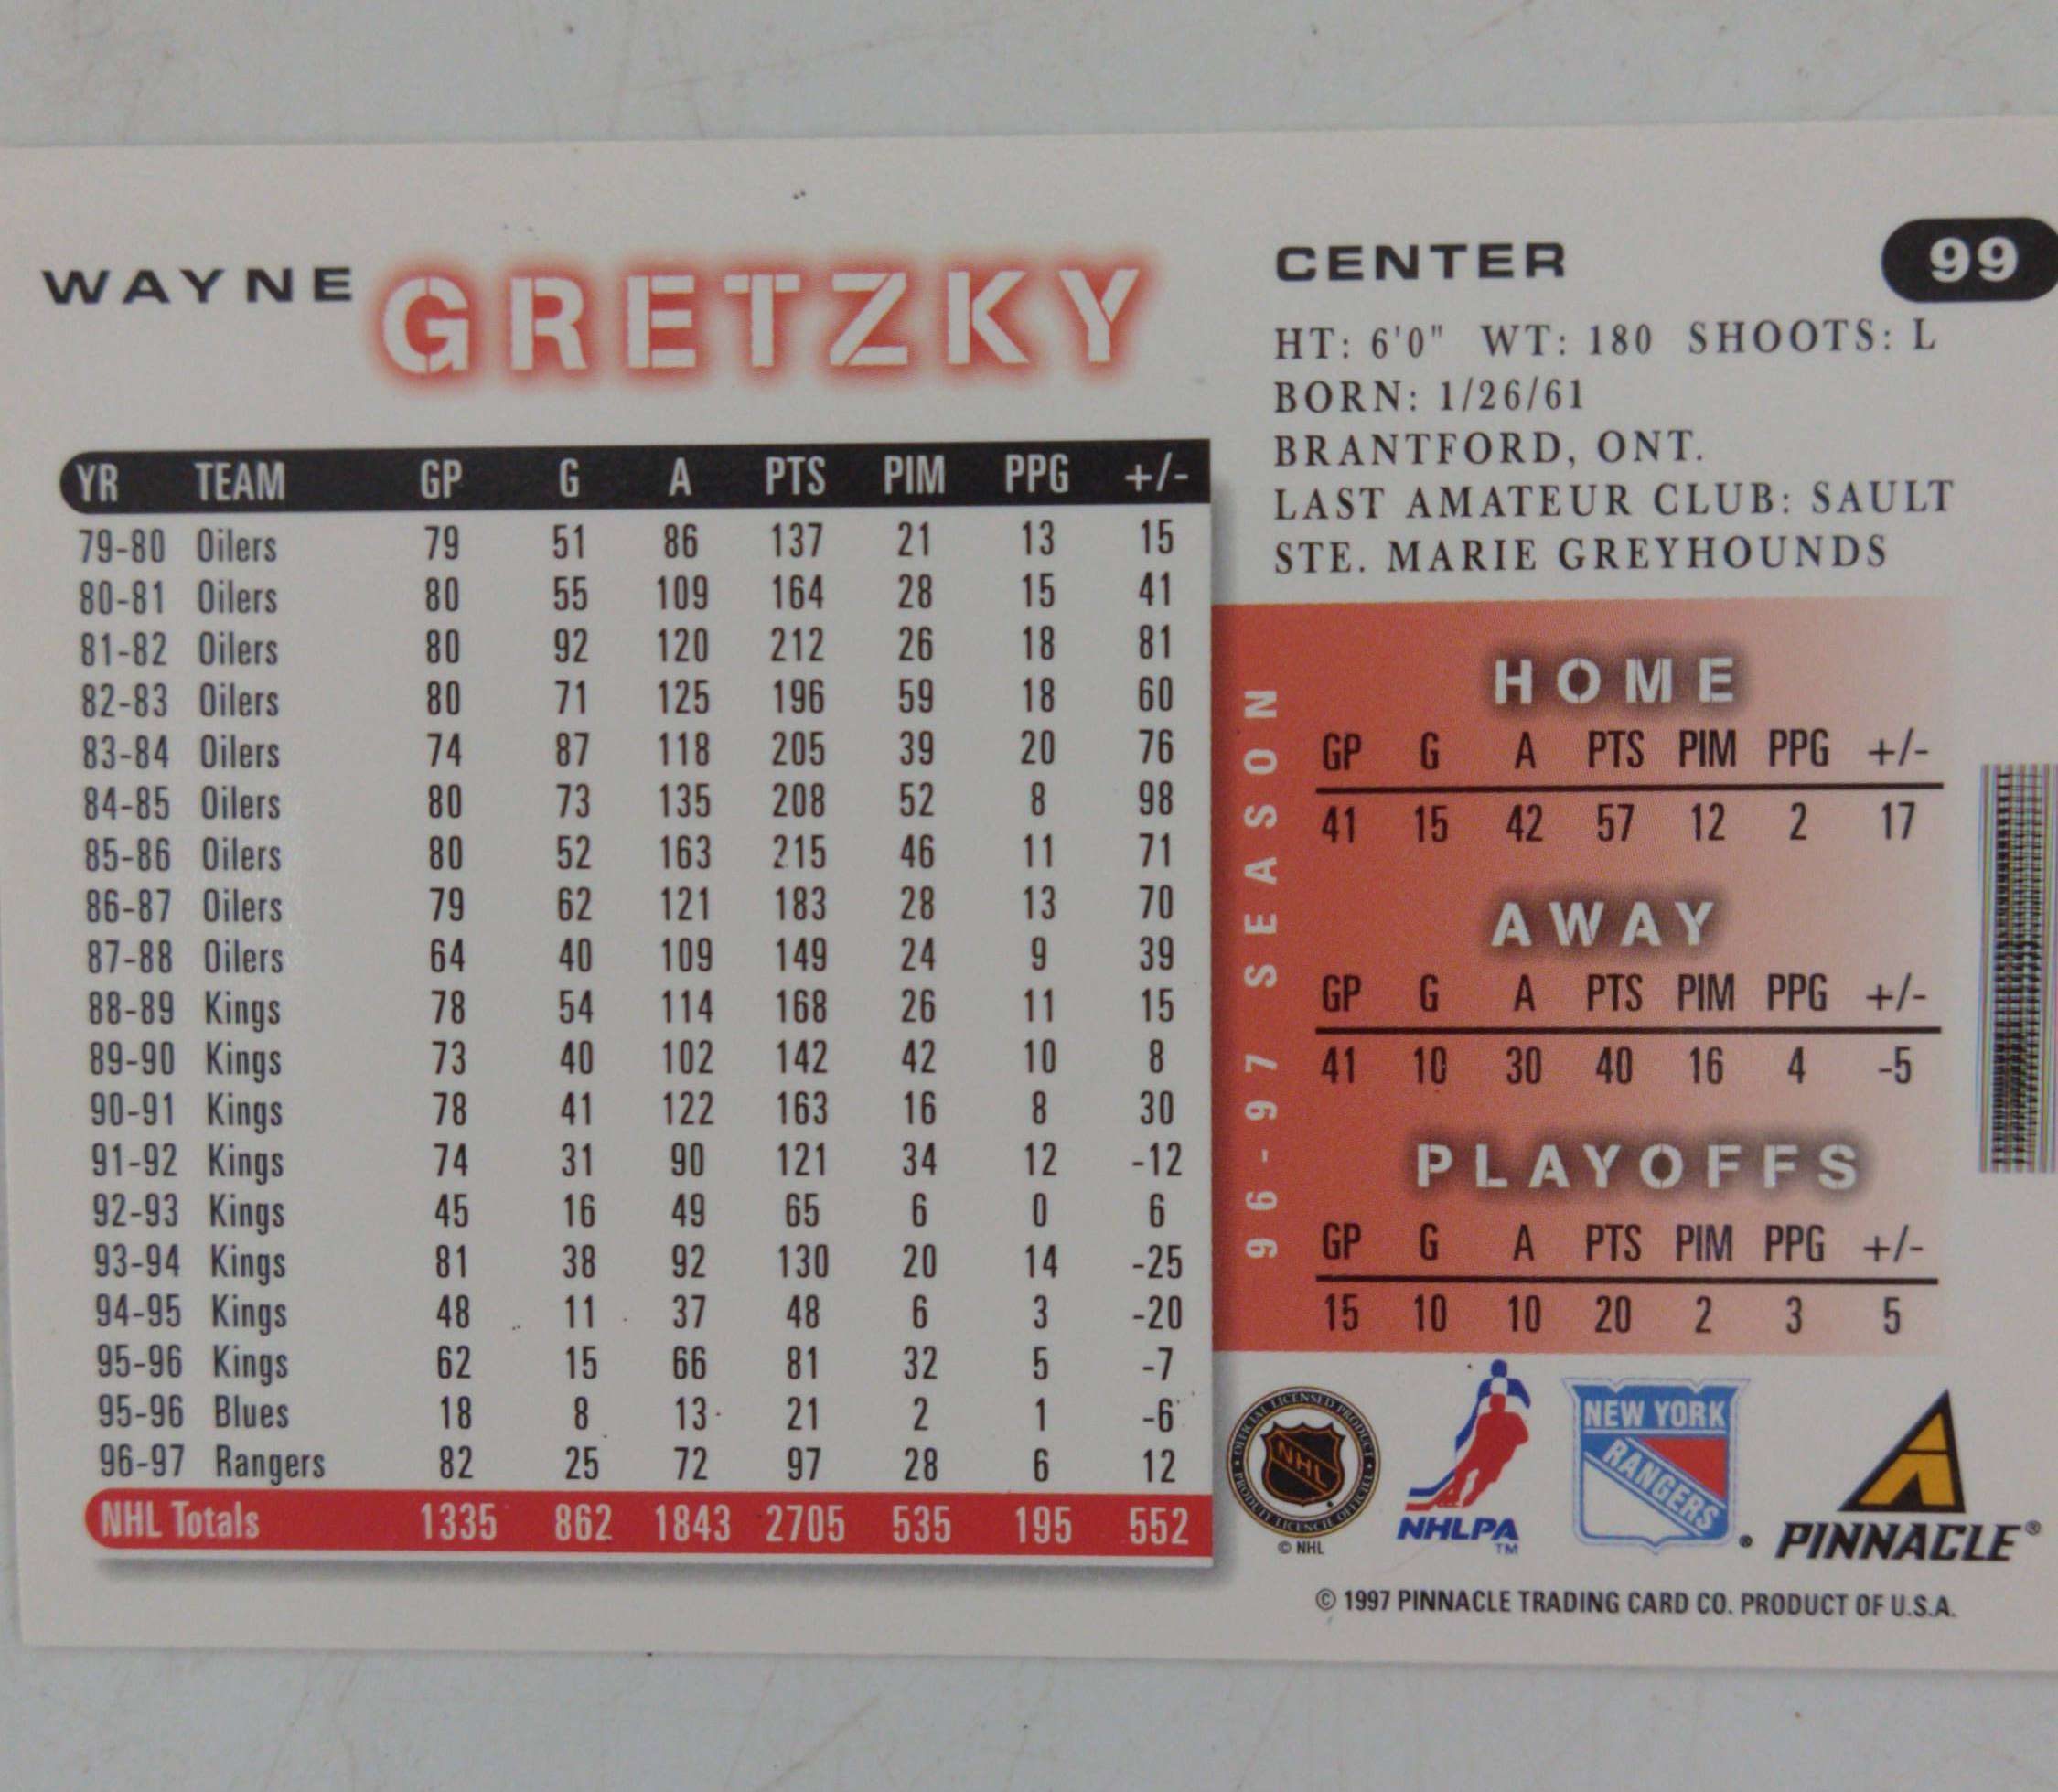 WAYNE GRETZKY
YR TEAM GP G A PTS PIM PPG +/-
79-80 Oilers 79 51 86 137 21 13 15
80-81 Oilers 80 55 109 164 28 15 41
81-82 Oilers 80 92 120 212 26 18 81
82-83 Oilers 80 71 125 196 59 18 60
83-84 Oilers 74 87 118 205 39 20 76
84-85 Oilers 80 73 135 208 52 8 98
85-86 Oilers 80 52 163 215 46 11 71
86-87 Oilers 79 62 121 183 28 13 70
87-88 Oilers 64 40 109 149 24 9 39
88-89 Kings 78 54 114 168 26 11 15
89-90 Kings 73 40 102 142 42 10 8
90-91 Kings 78 41 122 163 16 8 30
91-92 Kings 74 31 90 121 34 12 -12
92-93 Kings 45 16 49 65 6 0 6
93-94 Kings 81 38 92 130 20 14 -25
94-95 Kings 48 11 37 48 6 3 -20
95-96 Kings 62 15 66 81 32 5 -7
95-96 Blues 18 8 13 21 2 1 -6
96-97 Rangers 82 25 72 97 28 6 12
NHL Totals 1335 862 1843 2705 535 195 552
CENTER 99
HT: 6'0" WT: 180 SHOOTS: L
BORN: 1/26/61
BRANTFORD, ONT.
LAST AMATEUR CLUB: SAULT
STE. MARIE GREYHOUNDS
96-97 SEASON
HOME
GP G A PTS PIM PPG +/-
41 15 42 57 12 2 17
AWAY
GP G A PTS PIM PPG +/-
41 10 30 40 16 4 -5
PLAYOFFS
GP G A PTS PIM PPG +/-
15 10 10 20 2 3 5
OFFICIAL LICENSED PRODUCT
NHL
PRODUIT LICENCIE OFFICIEL
© NHL
NHLPA
TM
NEW YORK
RANGERS
®
PINNACLE®
© 1997 PINNACLE TRADING CARD CO. PRODUCT OF U.S.A.